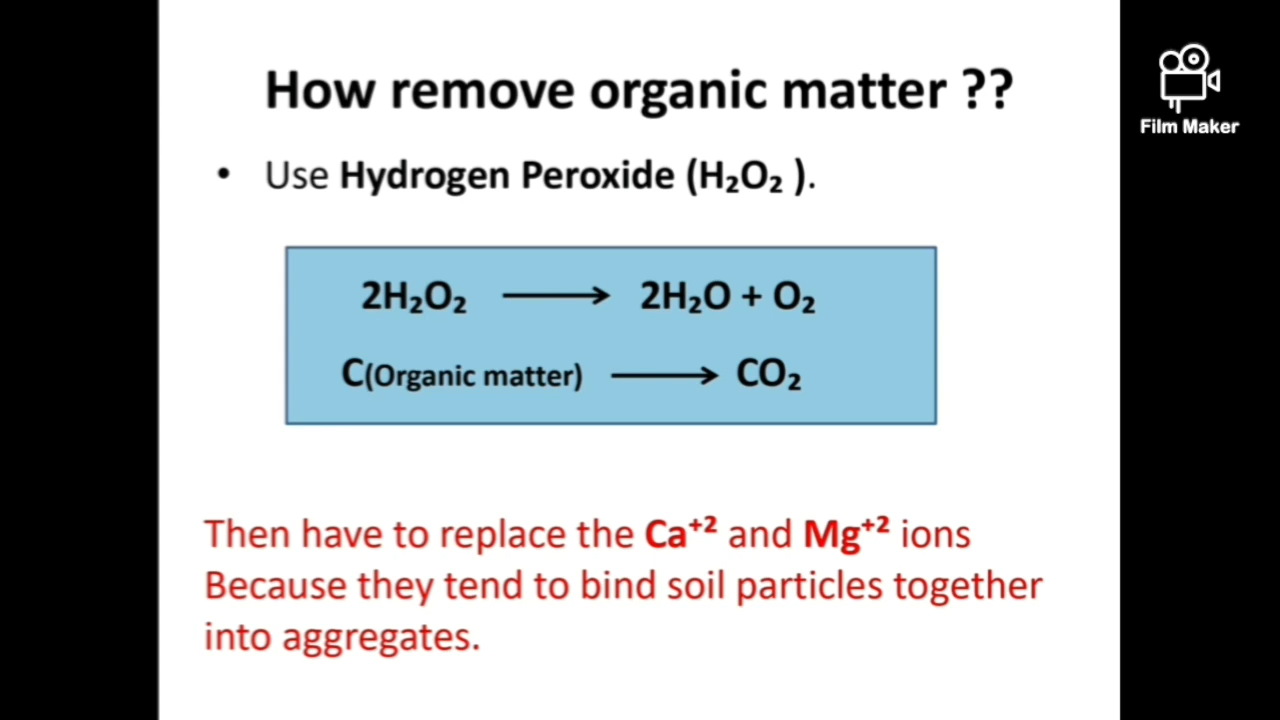 How remove organic matter ??
Film Maker
• Use Hydrogen Peroxide (H₂O₂ ).
2H₂O₂ ⟶ 2H₂O + O₂
C(Organic matter) ⟶ CO₂
Then have to replace the Ca⁺² and Mg⁺² ions
Because they tend to bind soil particles together
into aggregates.